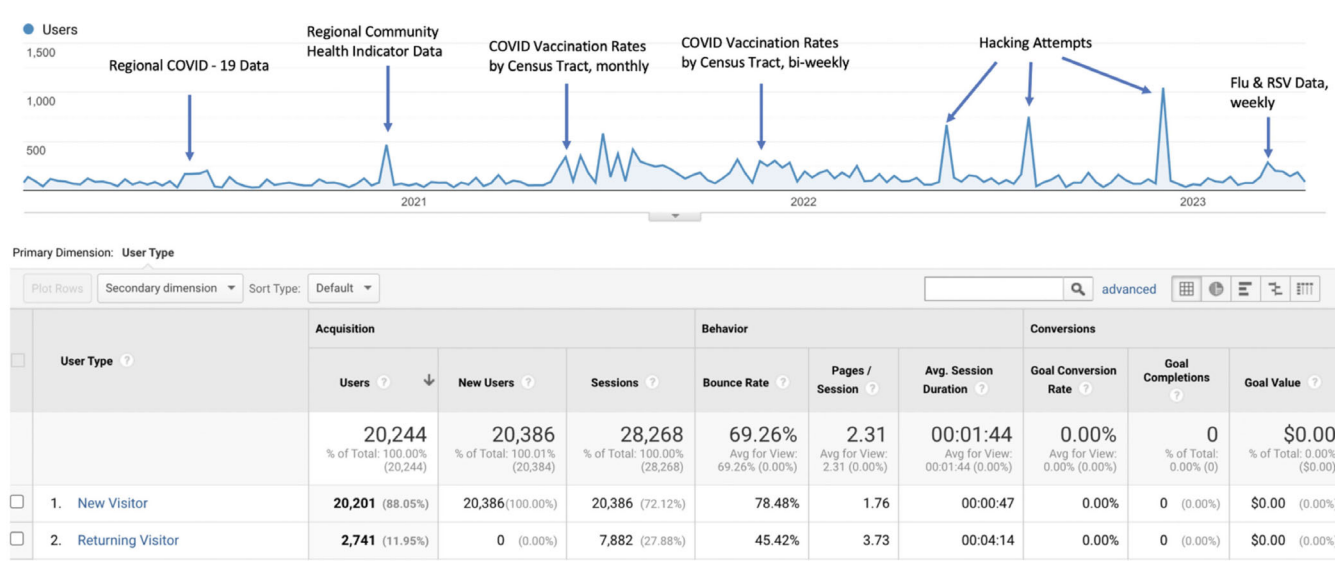 Users
1,500
1,000
500
Regional COVID - 19 Data
Regional Community
Health Indicator Data
COVID Vaccination Rates
by Census Tract, monthly
COVID Vaccination Rates
by Census Tract, bi-weekly
Hacking Attempts
Flu & RSV Data,
weekly
2021 2022 2023
Primary Dimension: User Type
Plot Rows Secondary dimension Sort Type: Default advanced
Acquisition Behavior Conversions
User Type ?
Users ? New Users ? Sessions ? Bounce Rate ? Pages / Session ? Avg. Session Duration ? Goal Conversion Rate ? Goal Completions ? Goal Value ?
20,244 20,386 28,268 69.26% 2.31 00:01:44 0.00% 0 $0.00
% of Total: 100.00% % of Total: 100.01% % of Total: 100.00% Avg for View: Avg for View: Avg for View: Avg for View: % of Total: % of Total: 0.00%
(20,244) (20,384) (28,268) 69.26% (0.00%) 2.31 (0.00%) 00:01:44 (0.00%) 0.00% (0.00%) 0.00% (0) ($0.00)
1. New Visitor 20,201 (88.05%) 20,386(100.00%) 20,386 (72.12%) 78.48% 1.76 00:00:47 0.00% 0 (0.00%) $0.00 (0.00%
2. Returning Visitor 2,741 (11.95%) 0 (0.00%) 7,882 (27.88%) 45.42% 3.73 00:04:14 0.00% 0 (0.00%) $0.00 (0.00%